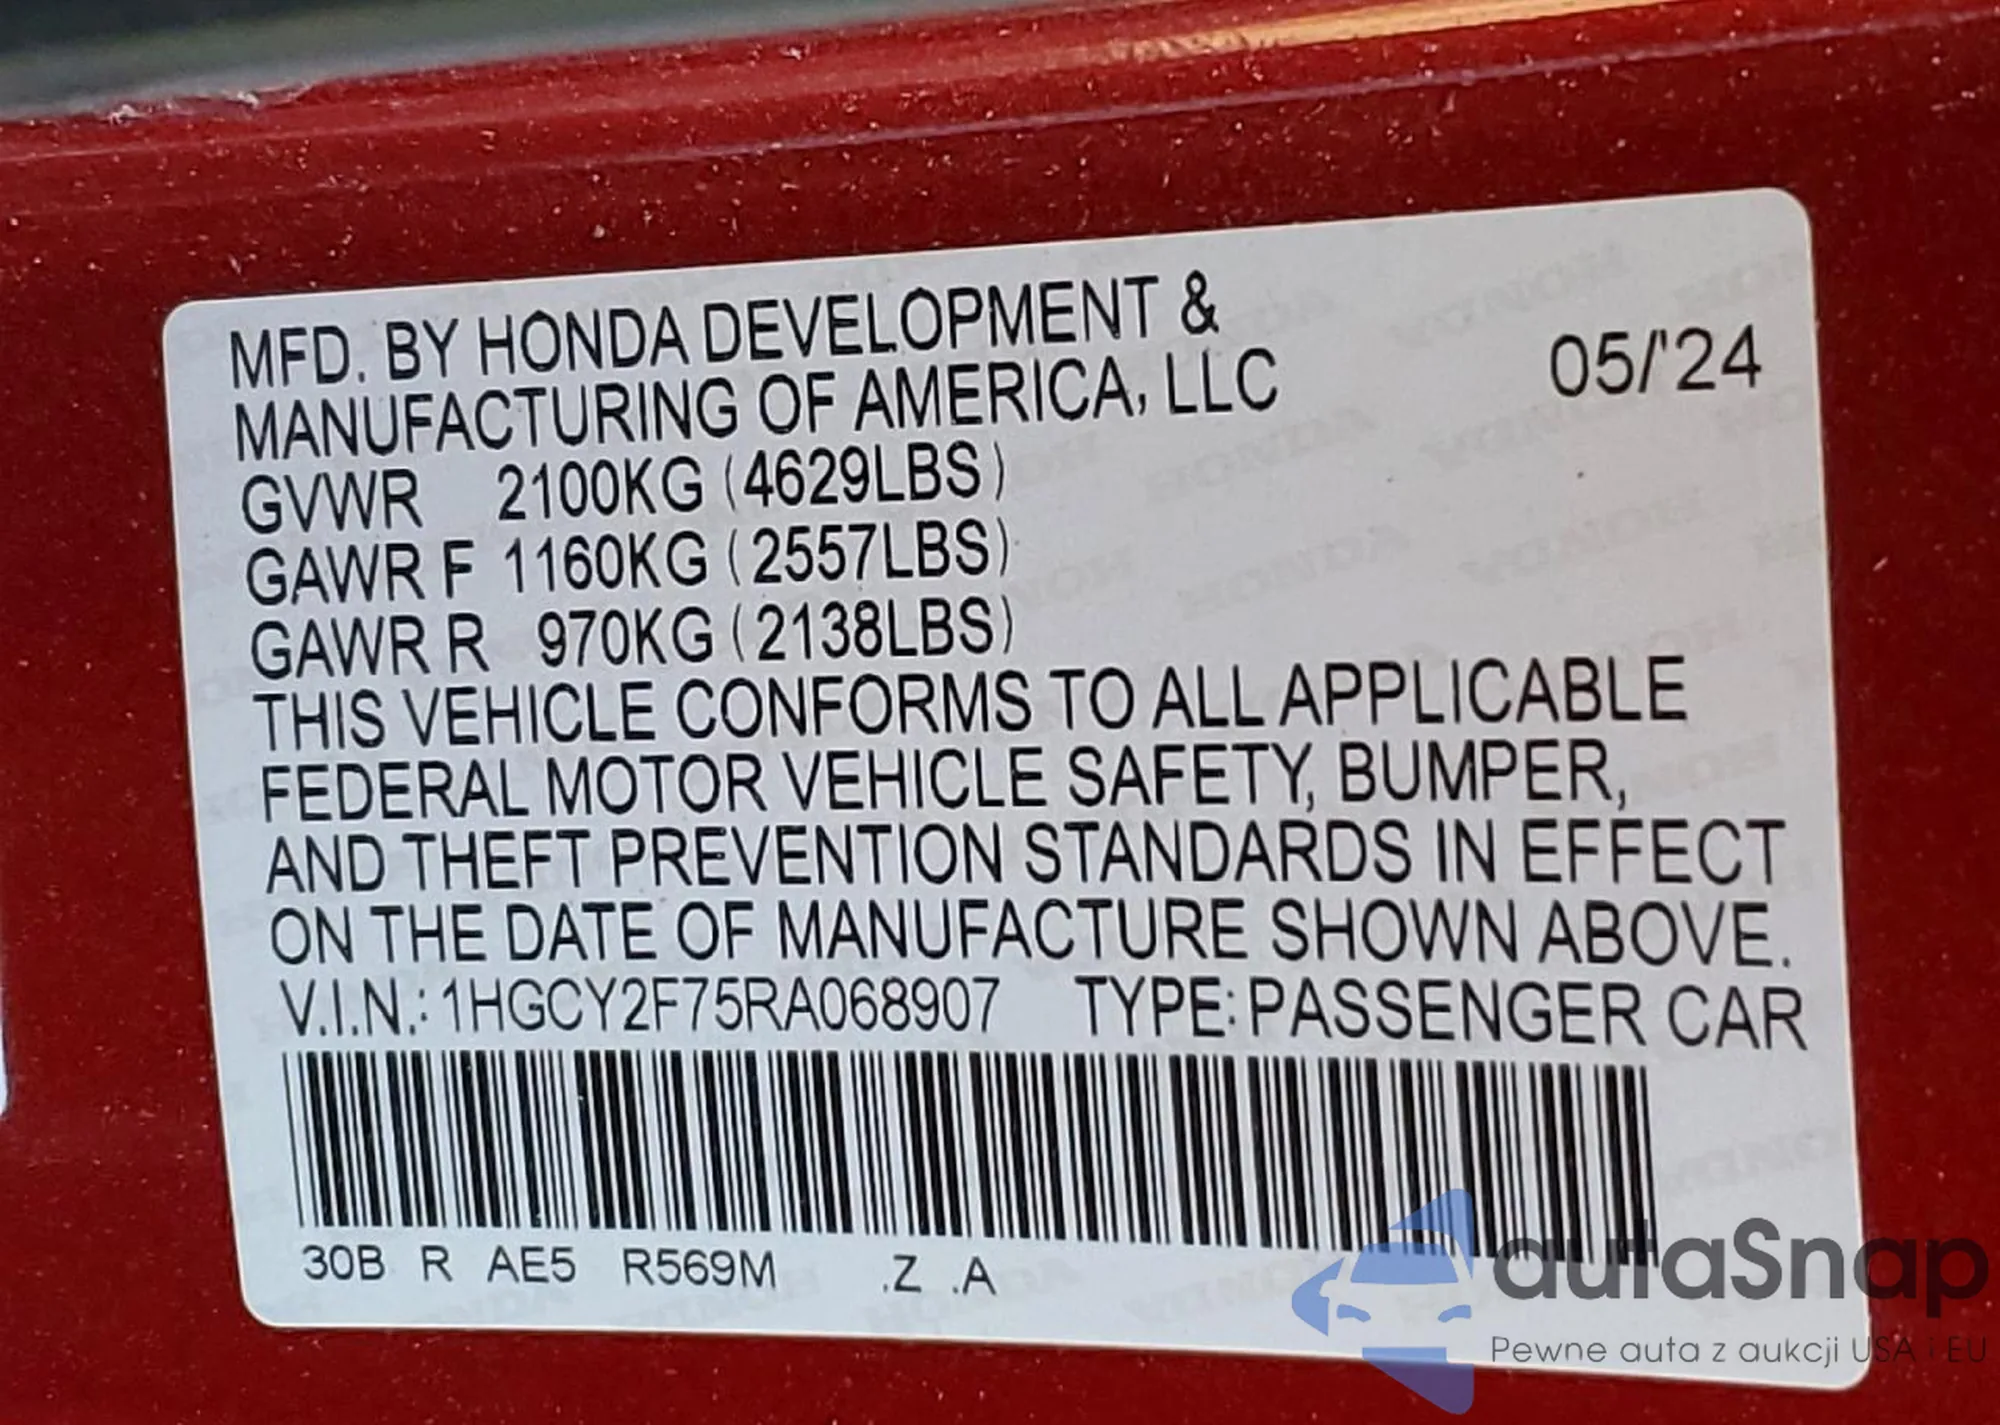 MFD. BY HONDA DEVELOPMENT &
MANUFACTURING OF AMERICA, LLC
05/'24
GVWR 2100KG (4629LBS)
GAWR F 1160KG (2557LBS)
GAWR R 970KG (2138LBS)
THIS VEHICLE CONFORMS TO ALL APPLICABLE
FEDERAL MOTOR VEHICLE SAFETY, BUMPER,
AND THEFT PREVENTION STANDARDS IN EFFECT
ON THE DATE OF MANUFACTURE SHOWN ABOVE.
V.I.N.: 1HGCY2F75RA068907 TYPE: PASSENGER CAR
30B R AE5 R569M .Z .A
autaSnap
Pewne auta z aukcji USA i EU